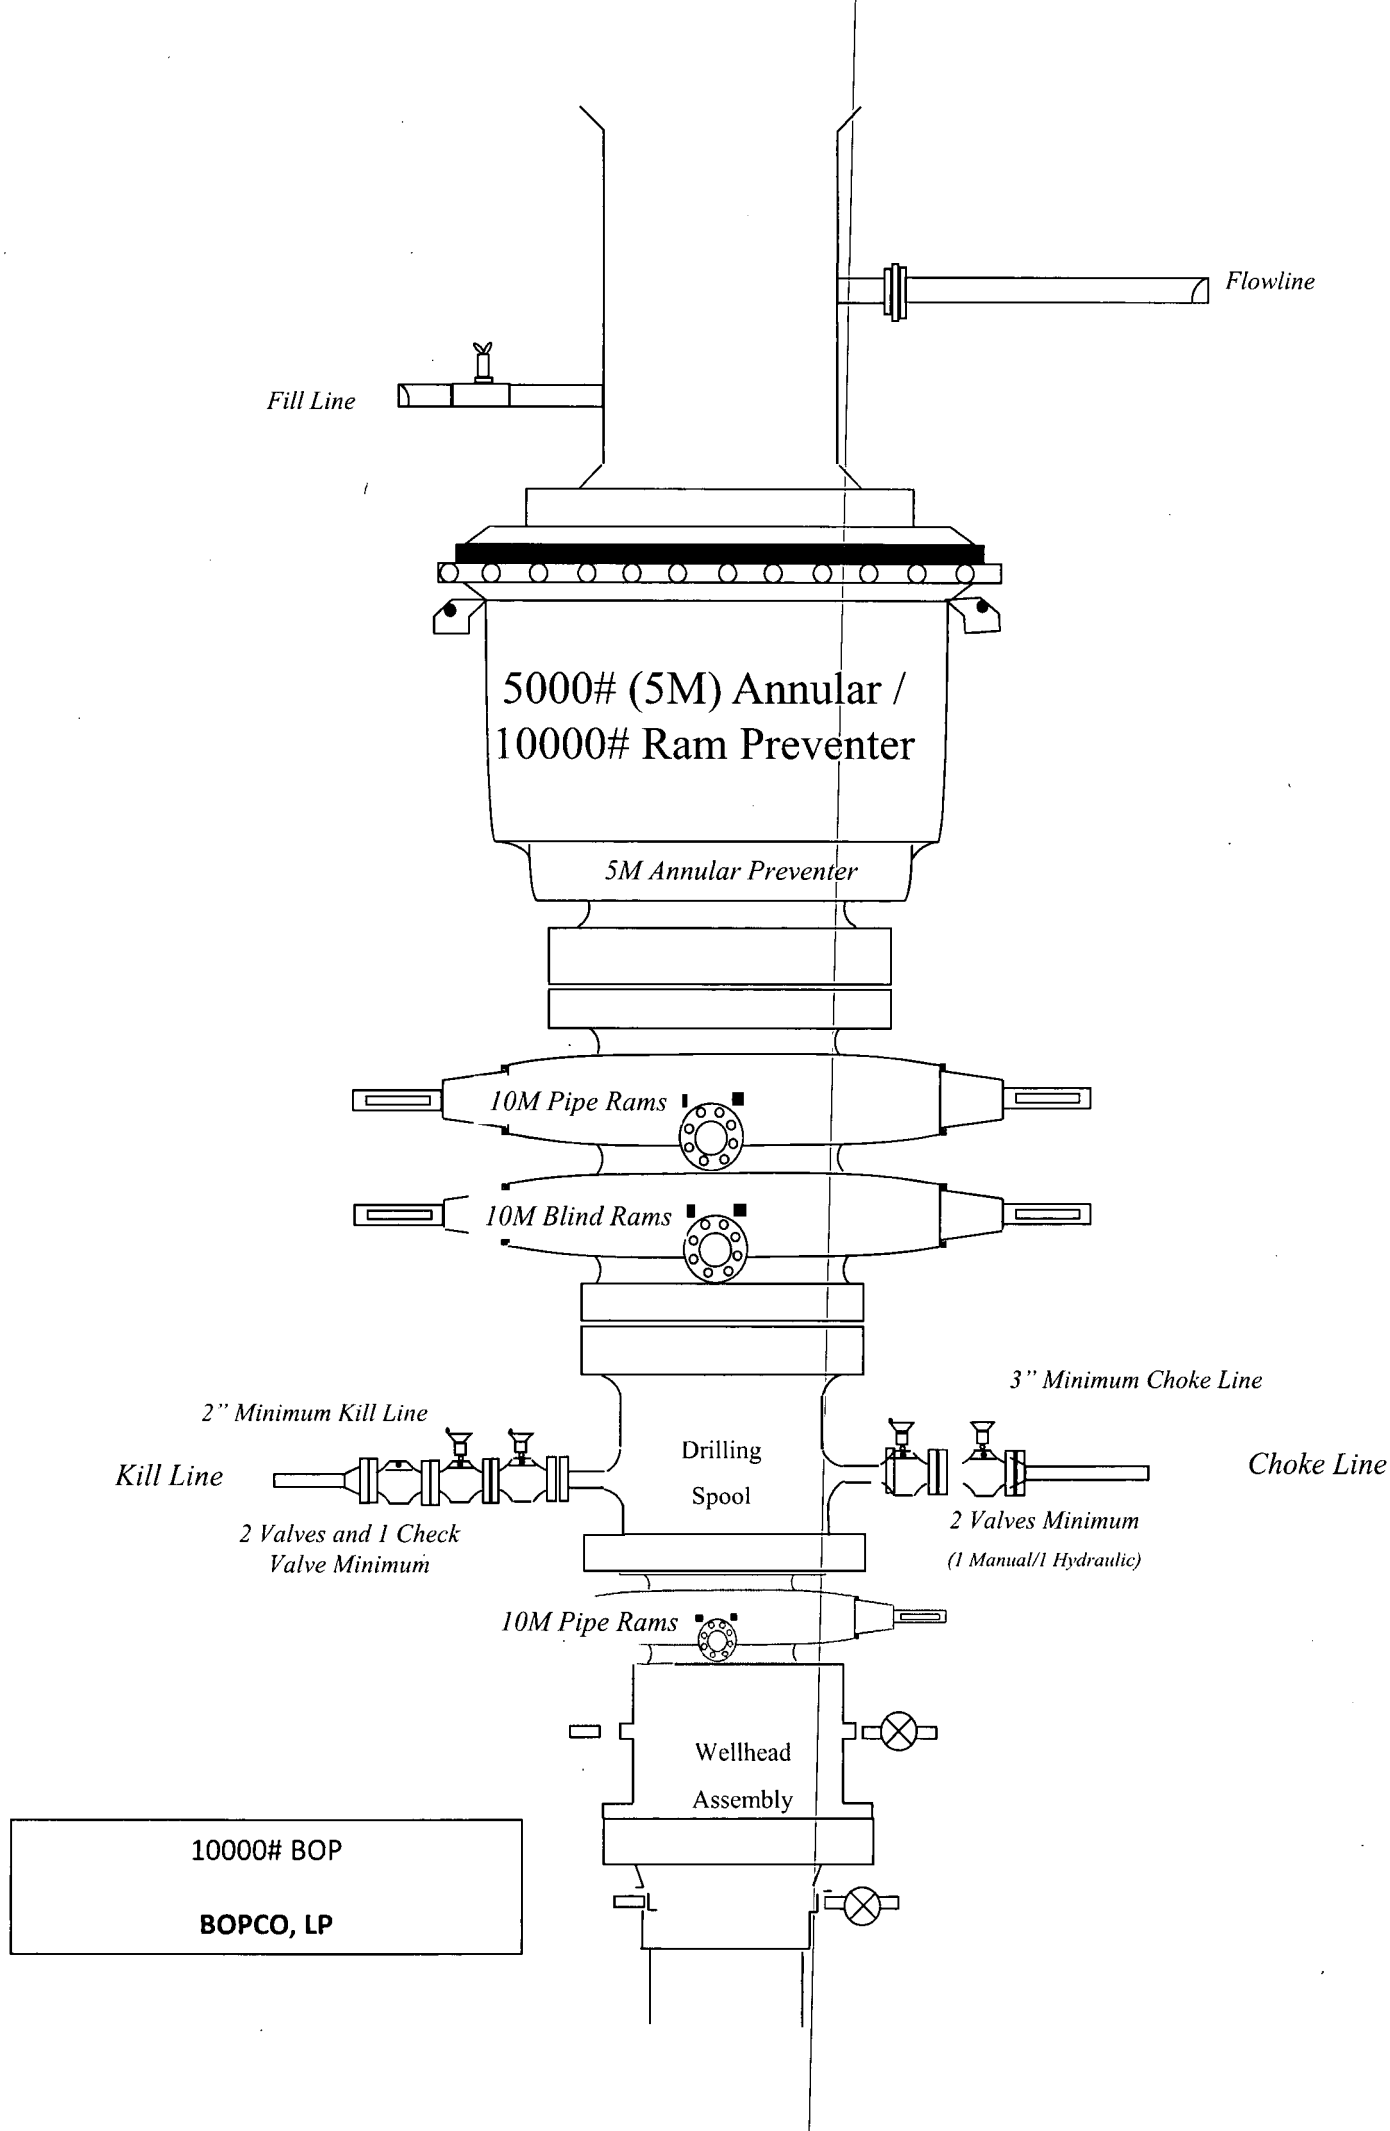 Flowline
Fill Line
5000# (5M) Annular /
10000# Ram Preventer
5M Annular Preventer
10M Pipe Rams
10M Blind Rams
3" Minimum Choke Line
2" Minimum Kill Line
Drilling
Spool
Kill Line
Choke Line
2 Valves and 1 Check
Valve Minimum
2 Valves Minimum
(1 Manual/1 Hydraulic)
10M Pipe Rams
Wellhead
Assembly
10000# BOP
BOPCO, LP